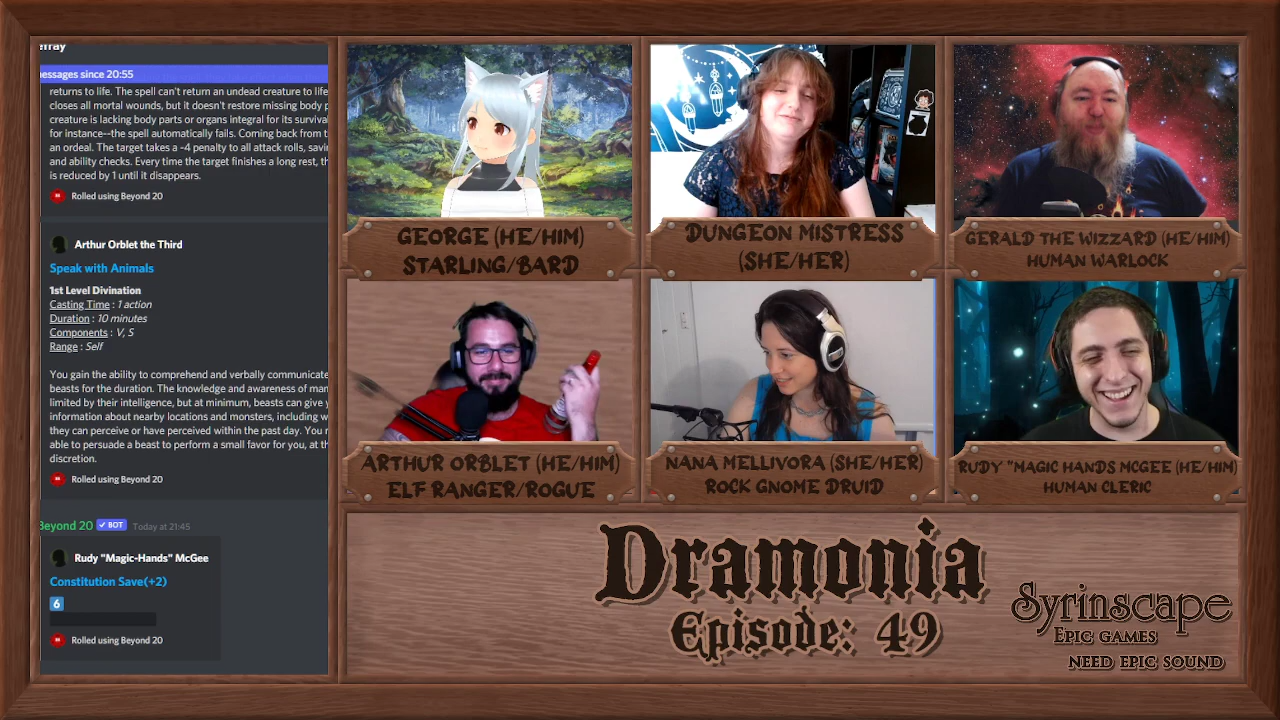 essages since 20:55
returns to life. The spell can't return an undead creature to life
closes all mortal wounds, but it doesn't restore missing body p
creature is lacking body parts or organs integral for its surviva
for instance--the spell automatically fails. Coming back from t
an ordeal. The target takes a -4 penalty to all attack rolls, savi
and ability checks. Every time the target finishes a long rest, th
is reduced by 1 until it disappears.
Rolled using Beyond 20
Arthur Orblet the Third
Speak with Animals
1st Level Divination
Casting Time : 1 action
Duration : 10 minutes
Components : V, S
Range : Self
You gain the ability to comprehend and verbally communicate
beasts for the duration. The knowledge and awareness of man
limited by their intelligence, but at minimum, beasts can give y
information about nearby locations and monsters, including w
they can perceive or have perceived within the past day. You r
able to persuade a beast to perform a small favor for you, at th
discretion.
Rolled using Beyond 20
Beyond 20 ✓ BOT Today at 21:45
Rudy "Magic-Hands" McGee
Constitution Save(+2)
6
Rolled using Beyond 20
GEORGE (HE/HIM)
STARLING/BARD
DUNGEON MISTRESS
(SHE/HER)
GERALD THE WIZZARD (HE/HIM)
HUMAN WARLOCK
ARTHUR ORBLET (HE/HIM)
ELF RANGER/ROGUE
NANA MELLIVORA (SHE/HER)
ROCK GNOME DRUID
RUDY "MAGIC HANDS MCGEE (HE/HIM)
HUMAN CLERIC
Dramonia
Episode: 49
Syrinscape
EPIC GAMES
NEED EPIC SOUND